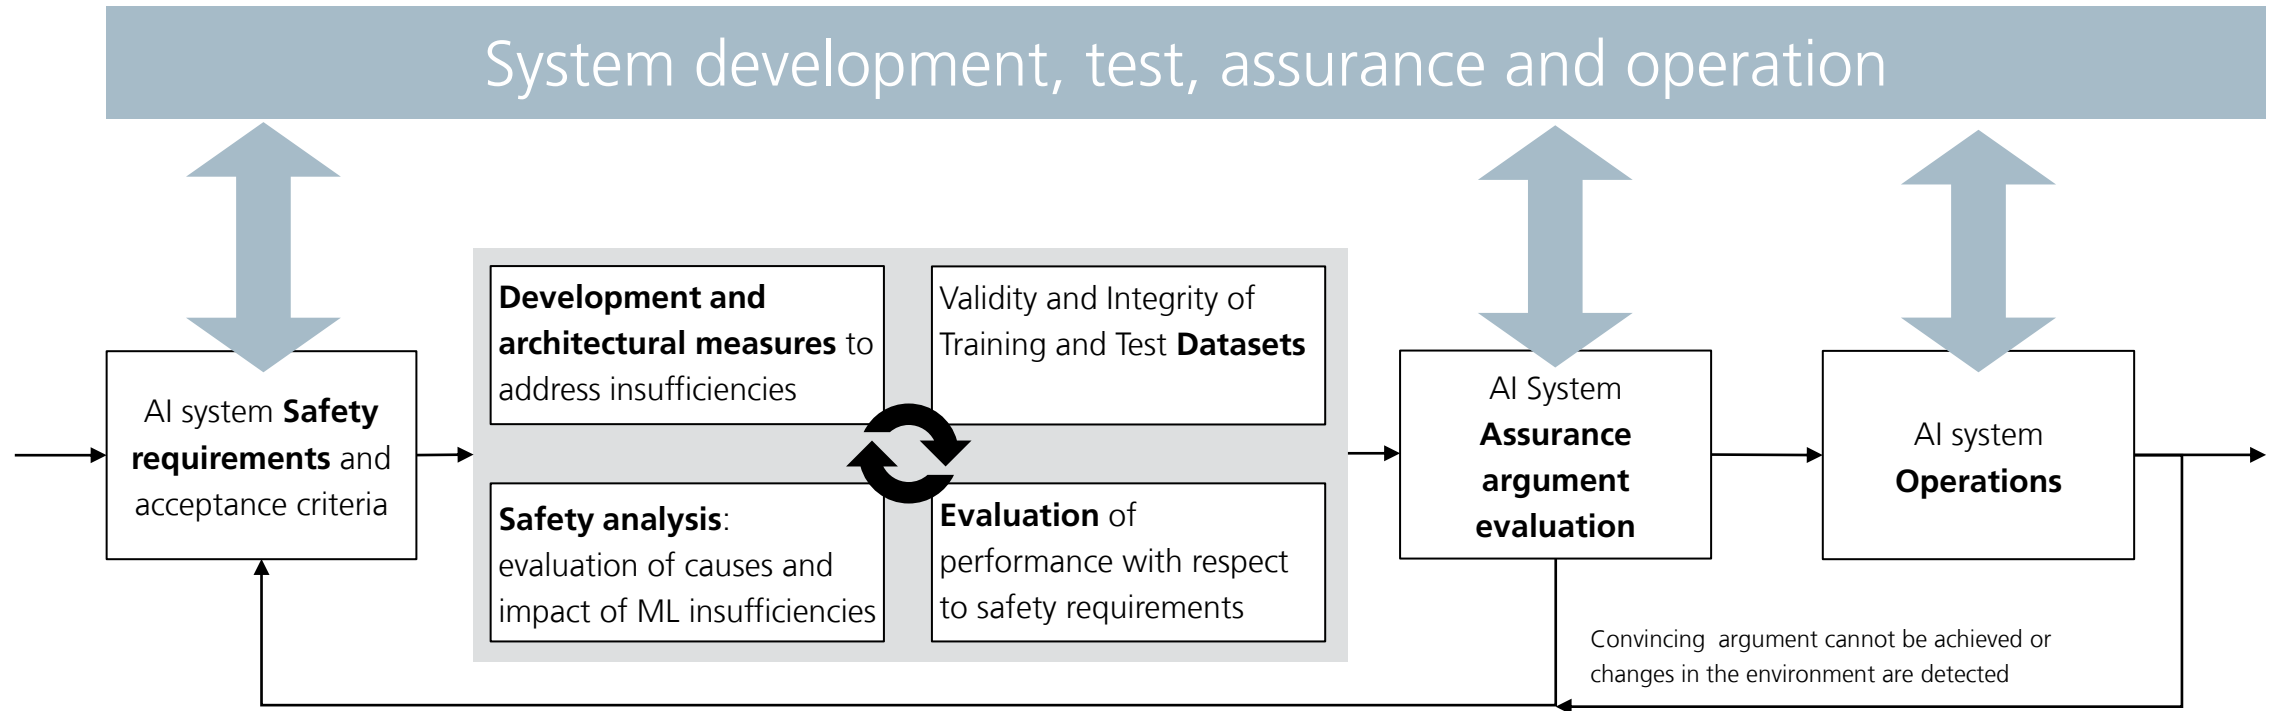 System development, test, assurance and operation
AI system Safety
requirements and
acceptance criteria
Development and
architectural measures to
address insufficiencies
Validity and Integrity of
Training and Test Datasets
Safety analysis:
evaluation of causes and
impact of ML insufficiencies
Evaluation of
performance with respect
to safety requirements
AI System
Assurance
argument
evaluation
AI system
Operations
Convincing argument cannot be achieved or
changes in the environment are detected